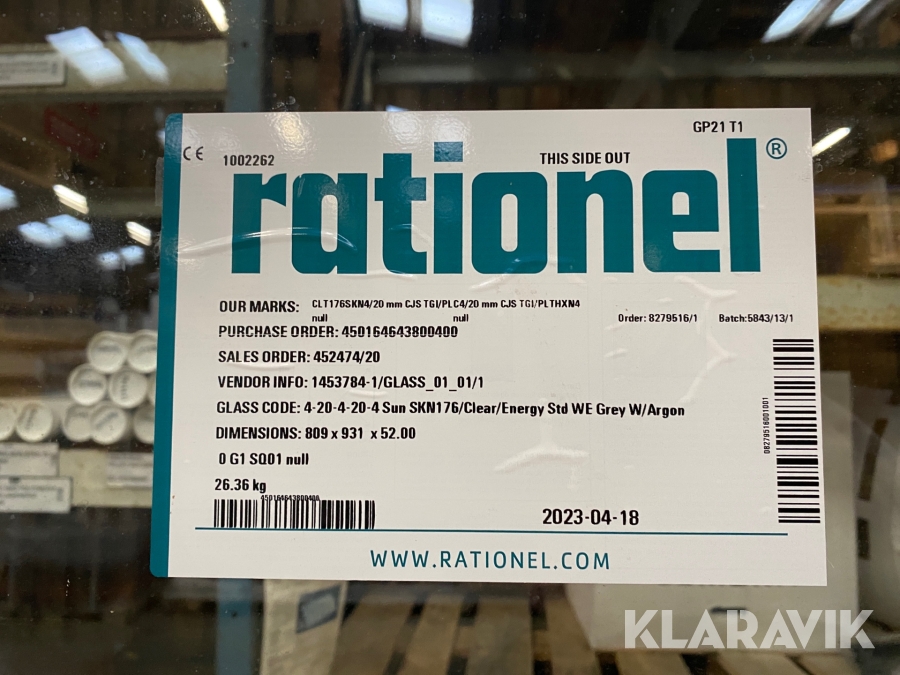 GP21 T1
CE 1002262
THIS SIDE OUT
rationel®
OUR MARKS: CLT176SKN4/20 mm CJS TGI/PLC4/20 mm CJS TGI/PLTHXN4
null null
Order: 8279516/1 Batch:5843/13/1
PURCHASE ORDER: 450164643800400
SALES ORDER: 452474/20
VENDOR INFO: 1453784-1/GLASS_01_01/1
GLASS CODE: 4-20-4-20-4 Sun SKN176/Clear/Energy Std WE Grey W/Argon
DIMENSIONS: 809 x 931 x 52.00
0 G1 SQ01 null
26.36 kg
450164643800400
08279516001001
2023-04-18
WWW.RATIONEL.COM
KLARAVIK